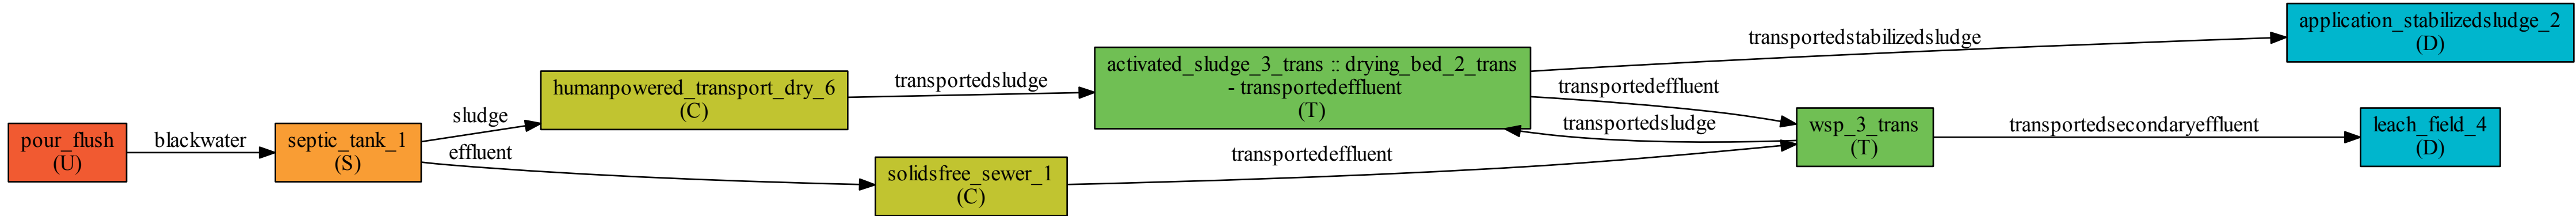 pour_flush
(U)
blackwater
septic_tank_1
(S)
sludge
effluent
humanpowered_transport_dry_6
(C)
solidsfree_sewer_1
(C)
transportedsludge
transportedeffluent
activated_sludge_3_trans :: drying_bed_2_trans
- transportedeffluent
(T)
transportedstabilizedsludge
transportedeffluent
transportedsludge
wsp_3_trans
(T)
transportedsecondaryeffluent
application_stabilizedsludge_2
(D)
leach_field_4
(D)